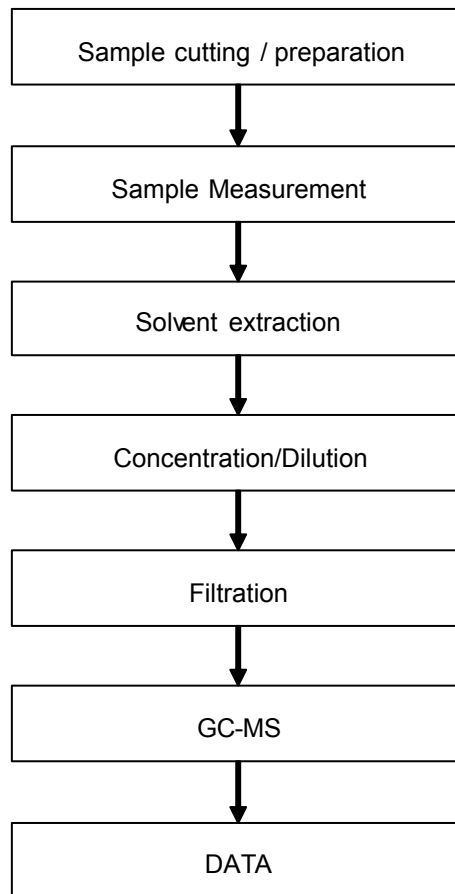 Sample cutting / preparation
Sample Measurement
Solvent extraction
Concentration/Dilution
Filtration
GC-MS
DATA